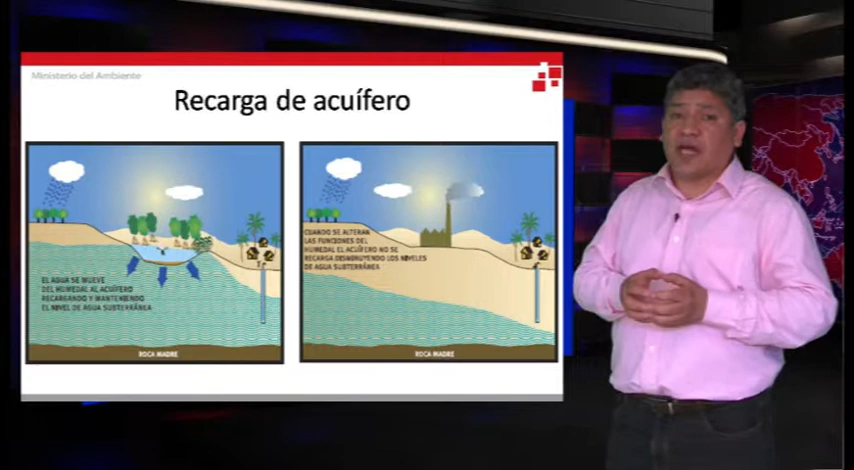 Ministerio del Ambiente
Recarga de acuífero
EL AGUA SE MUEVE
DEL HUMEDAL AL ACUÍFERO
RECARGANDO Y MANTENIENDO
EL NIVEL DE AGUA SUBTERRÁNEA
ROCA MADRE
CUANDO SE ALTERAN
LAS FUNCIONES DEL
HUMEDAL EL ACUÍFERO NO SE
RECARGA DISMINUYENDO LOS NIVELES
DE AGUA SUBTERRÁNEA
ROCA MADRE